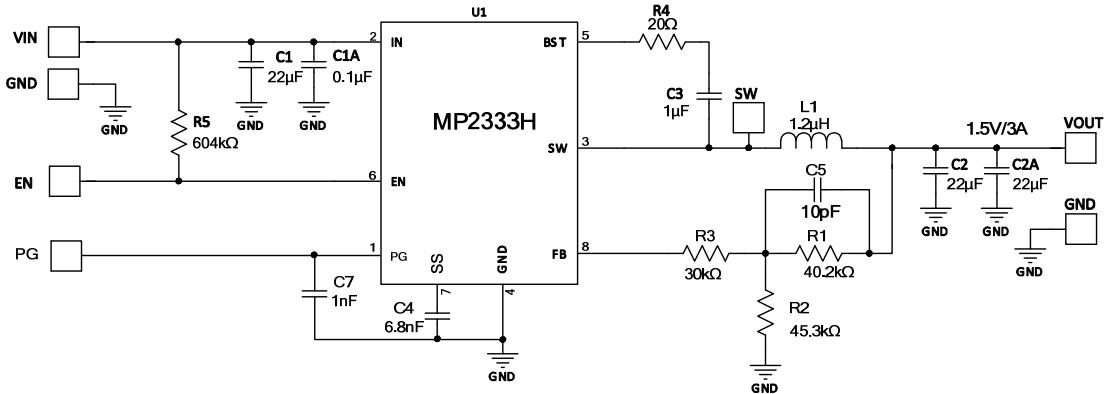 U1
R4
20Ω
VIN
2
IN
BST
5
C1
22µF
C1A
0.1µF
GND
GND
GND
GND
R5
604kΩ
MP2333H
C3
1µF
SW
L1
1.2µH
1.5V/3A
VOUT
SW
3
C2
22µF
C2A
22µF
EN
6
EN
C5
10pF
GND
GND
GND
GND
PG
1
PG
FB
8
R3
30kΩ
R1
40.2kΩ
SS
GND
7
4
C7
1nF
C4
6.8nF
R2
45.3kΩ
GND
GND